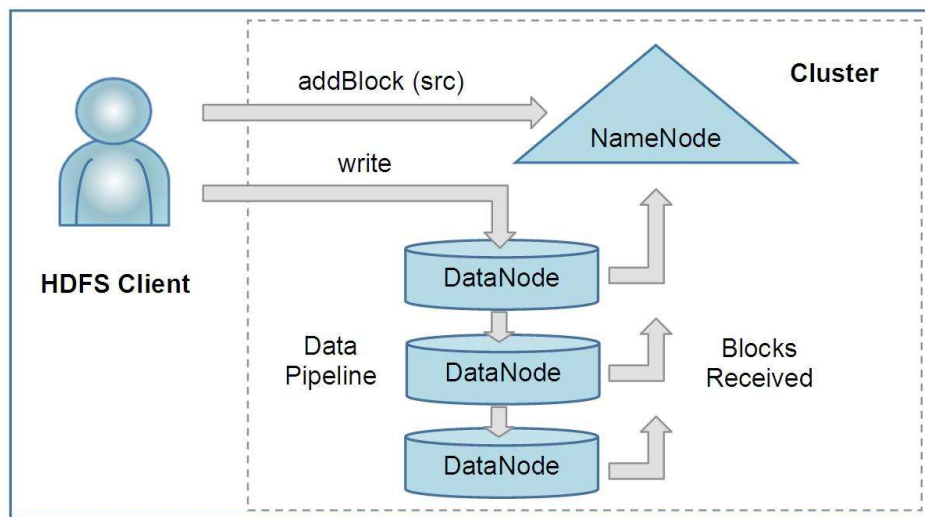 addBlock (src)
Cluster
NameNode
write
HDFS Client
DataNode
Data
Pipeline
DataNode
Blocks
Received
DataNode